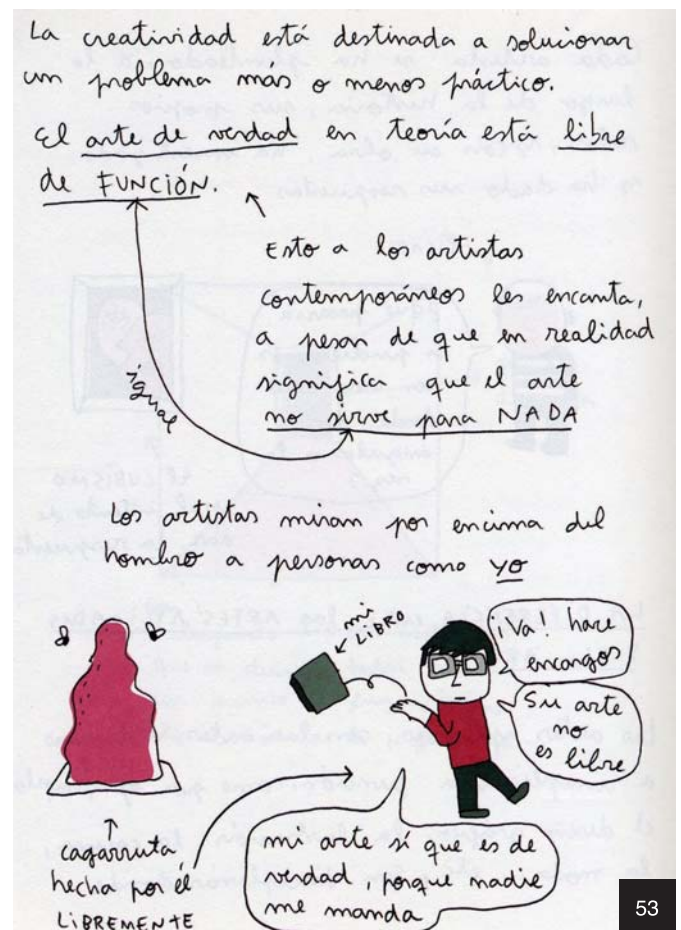 La creatividad está destinada a solucionar
um problema más o menos práctico.
El arte de verdad en teoría está libre
de FUNCIÓN.
Esto a los artistas
contemporáneos les encanta,
a pesar de que en realidad
significa que el arte
no sirve para NADA
igual
Los artistas miran por encima del
hombro a personas como yo
mi
LIBRO
¡Va! hace
encargos
Su arte
no
es libre
mi arte sí que es de
verdad, porque nadie
me manda
cagarruta
hecha por él
LIBREMENTE
53